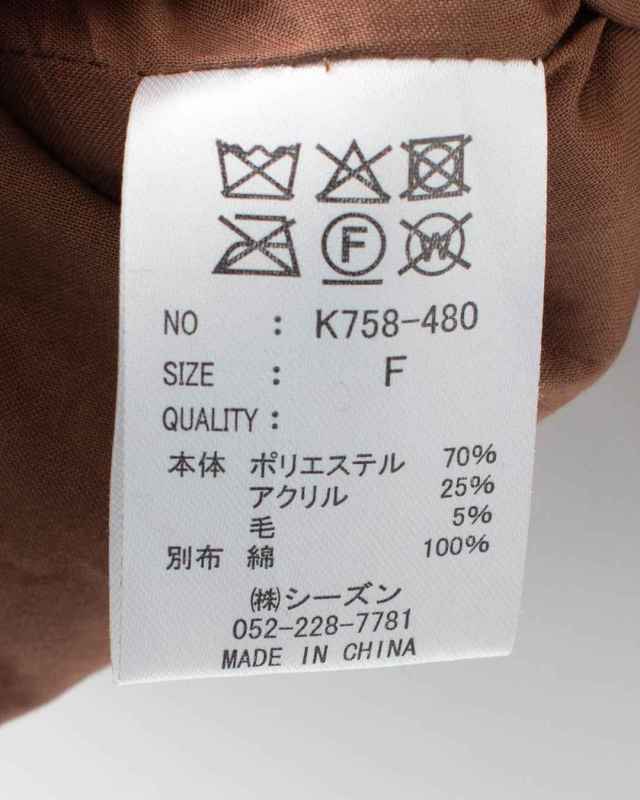 F W
NO : K758-480
SIZE : F
QUALITY :
本体 ポリエステル 70%
アクリル 25%
毛 5%
別布 綿 100%
㈱シーズン
052-228-7781
MADE IN CHINA